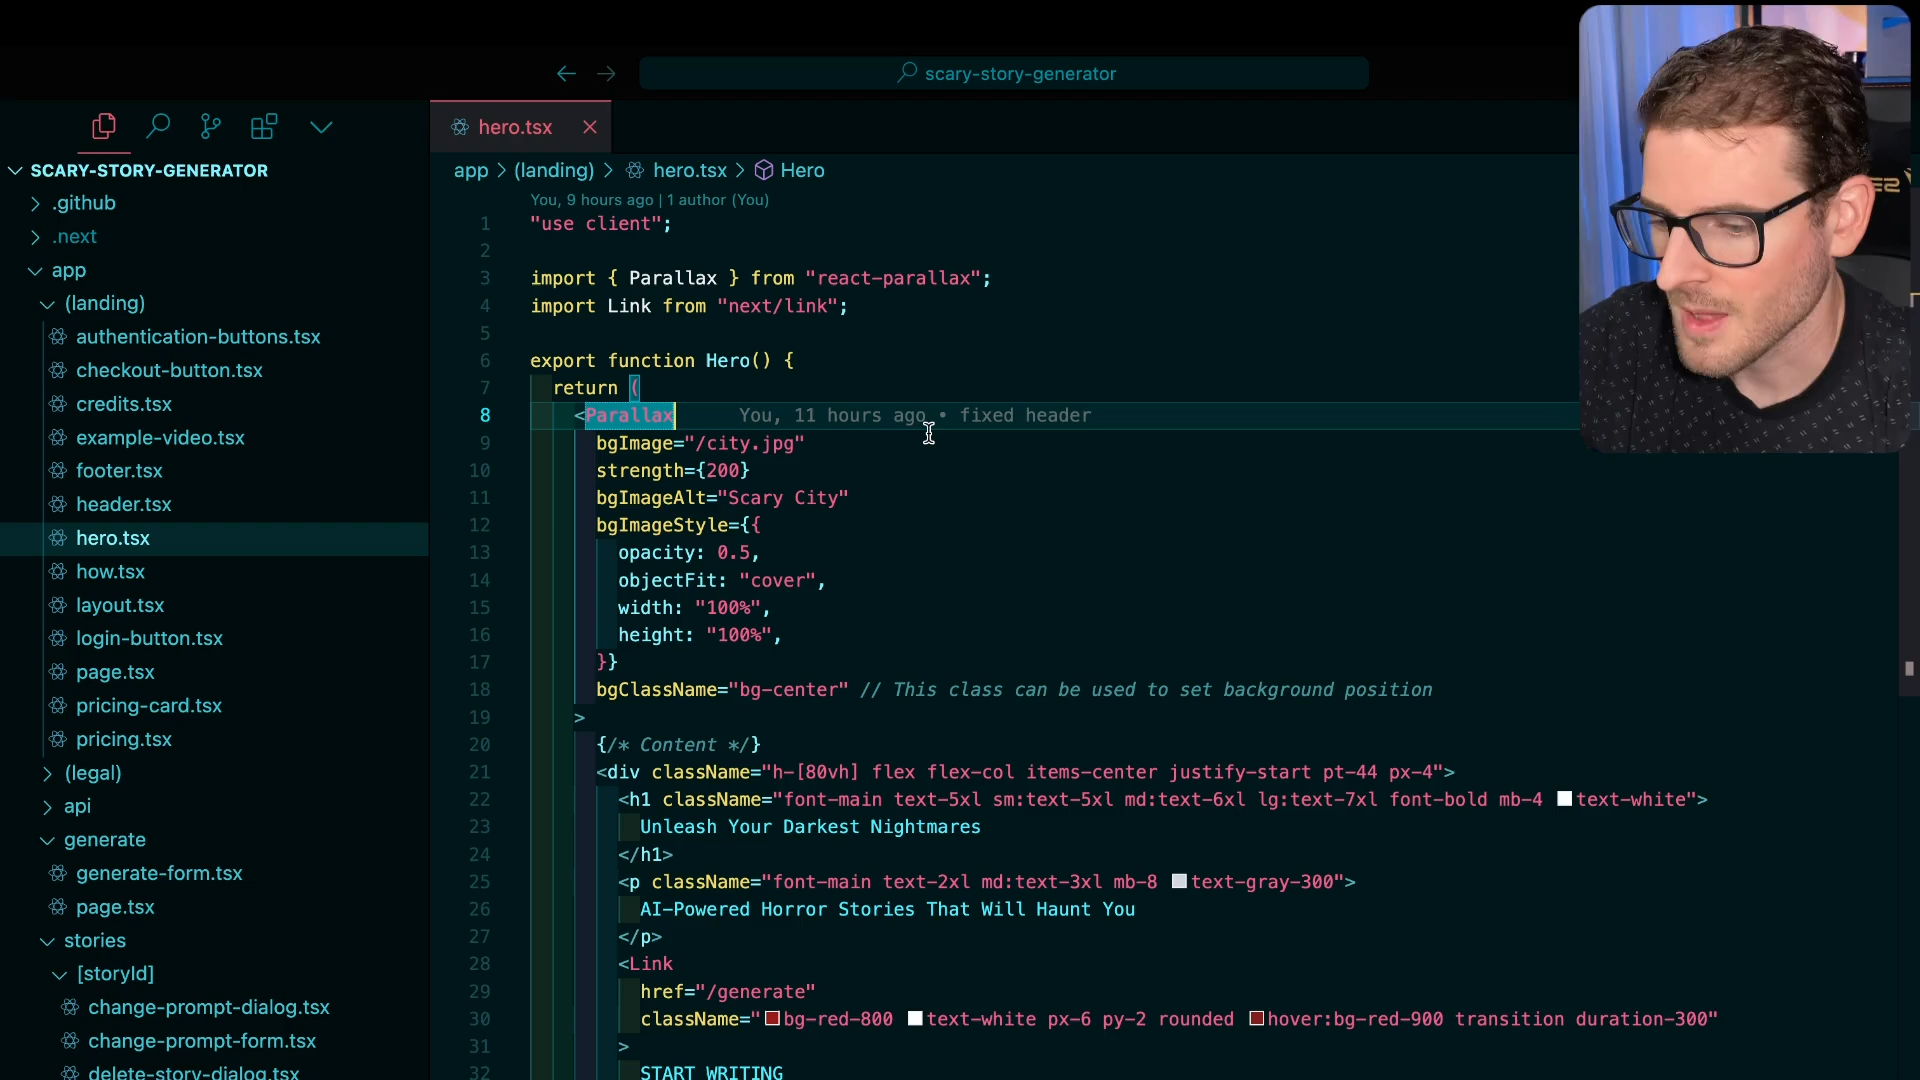 scary-story-generator
SCARY-STORY-GENERATOR
.github
.next
app
(landing)
authentication-buttons.tsx
checkout-button.tsx
credits.tsx
example-video.tsx
footer.tsx
header.tsx
hero.tsx
how.tsx
layout.tsx
login-button.tsx
page.tsx
pricing-card.tsx
pricing.tsx
(legal)
api
generate
generate-form.tsx
page.tsx
stories
[storyId]
change-prompt-dialog.tsx
change-prompt-form.tsx
delete-story-dialog.tsx
hero.tsx
app > (landing) > hero.tsx > Hero
You, 9 hours ago | 1 author (You)
1 "use client";
2
3 import { Parallax } from "react-parallax";
4 import Link from "next/link";
5
6 export function Hero() {
7 return (
8 <Parallax You, 11 hours ago • fixed header
9 bgImage="/city.jpg"
10 strength={200}
11 bgImageAlt="Scary City"
12 bgImageStyle={{
13 opacity: 0.5,
14 objectFit: "cover",
15 width: "100%",
16 height: "100%",
17 }}
18 bgClassName="bg-center" // This class can be used to set background position
19 >
20 {/* Content */}
21 <div className="h-[80vh] flex flex-col items-center justify-start pt-44 px-4">
22 <h1 className="font-main text-5xl sm:text-5xl md:text-6xl lg:text-7xl font-bold mb-4 text-white">
23 Unleash Your Darkest Nightmares
24 </h1>
25 <p className="font-main text-2xl md:text-3xl mb-8 text-gray-300">
26 AI-Powered Horror Stories That Will Haunt You
27 </p>
28 <Link
29 href="/generate"
30 className="bg-red-800 text-white px-6 py-2 rounded hover:bg-red-900 transition duration-300"
31 >
32 START WRITING